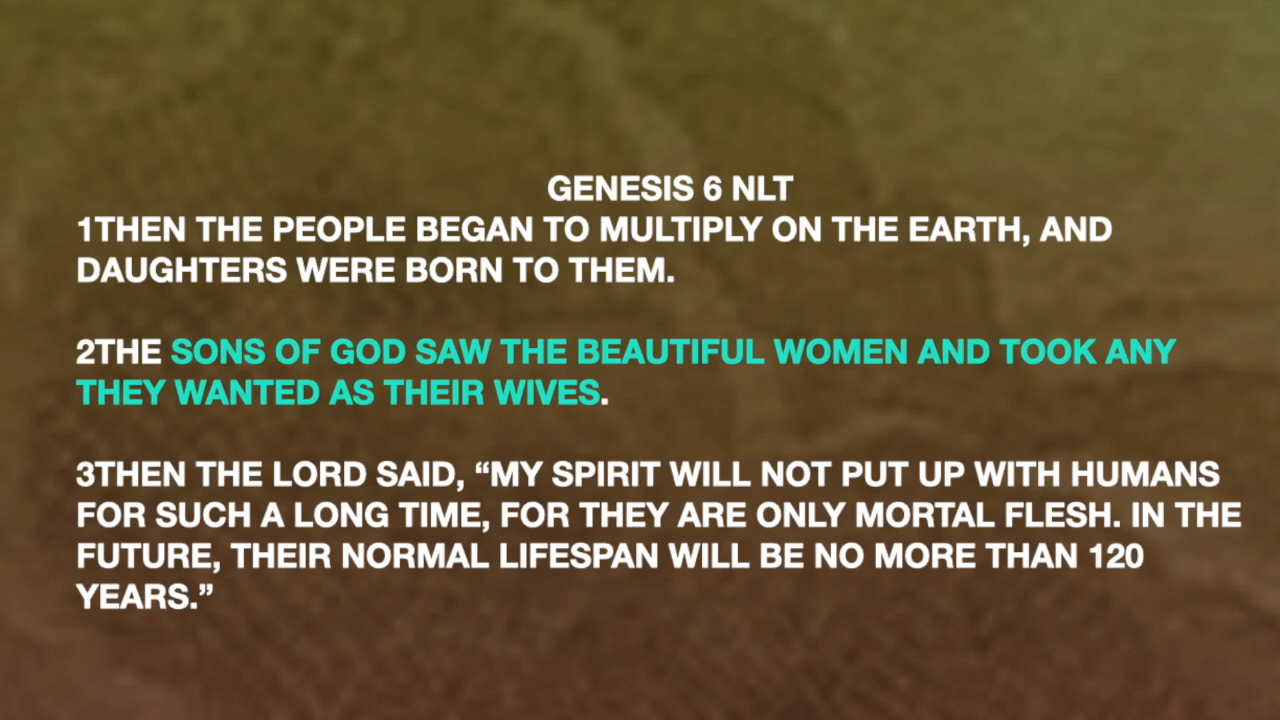 GENESIS 6 NLT
1THEN THE PEOPLE BEGAN TO MULTIPLY ON THE EARTH, AND
DAUGHTERS WERE BORN TO THEM.
2THE SONS OF GOD SAW THE BEAUTIFUL WOMEN AND TOOK ANY
THEY WANTED AS THEIR WIVES.
3THEN THE LORD SAID, “MY SPIRIT WILL NOT PUT UP WITH HUMANS
FOR SUCH A LONG TIME, FOR THEY ARE ONLY MORTAL FLESH. IN THE
FUTURE, THEIR NORMAL LIFESPAN WILL BE NO MORE THAN 120
YEARS.”